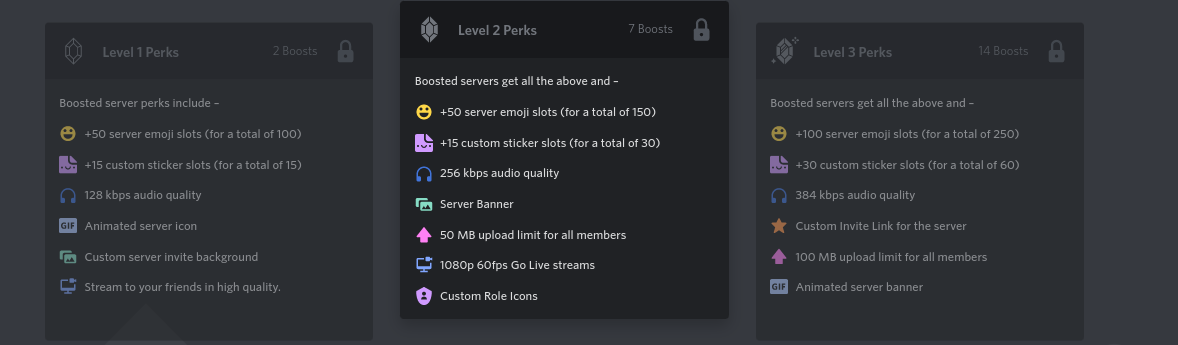 Level 1 Perks
2 Boosts
Boosted server perks include –
+50 server emoji slots (for a total of 100)
+15 custom sticker slots (for a total of 15)
128 kbps audio quality
GIF Animated server icon
Custom server invite background
Stream to your friends in high quality.
Level 2 Perks
7 Boosts
Boosted servers get all the above and –
+50 server emoji slots (for a total of 150)
+15 custom sticker slots (for a total of 30)
256 kbps audio quality
Server Banner
50 MB upload limit for all members
1080p 60fps Go Live streams
Custom Role Icons
Level 3 Perks
14 Boosts
Boosted servers get all the above and –
+100 server emoji slots (for a total of 250)
+30 custom sticker slots (for a total of 60)
384 kbps audio quality
Custom Invite Link for the server
100 MB upload limit for all members
GIF Animated server banner